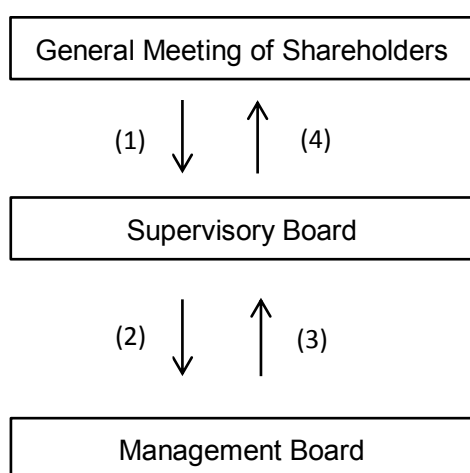 General Meeting of Shareholders
(1) (4)
Supervisory Board
(2) (3)
Management Board